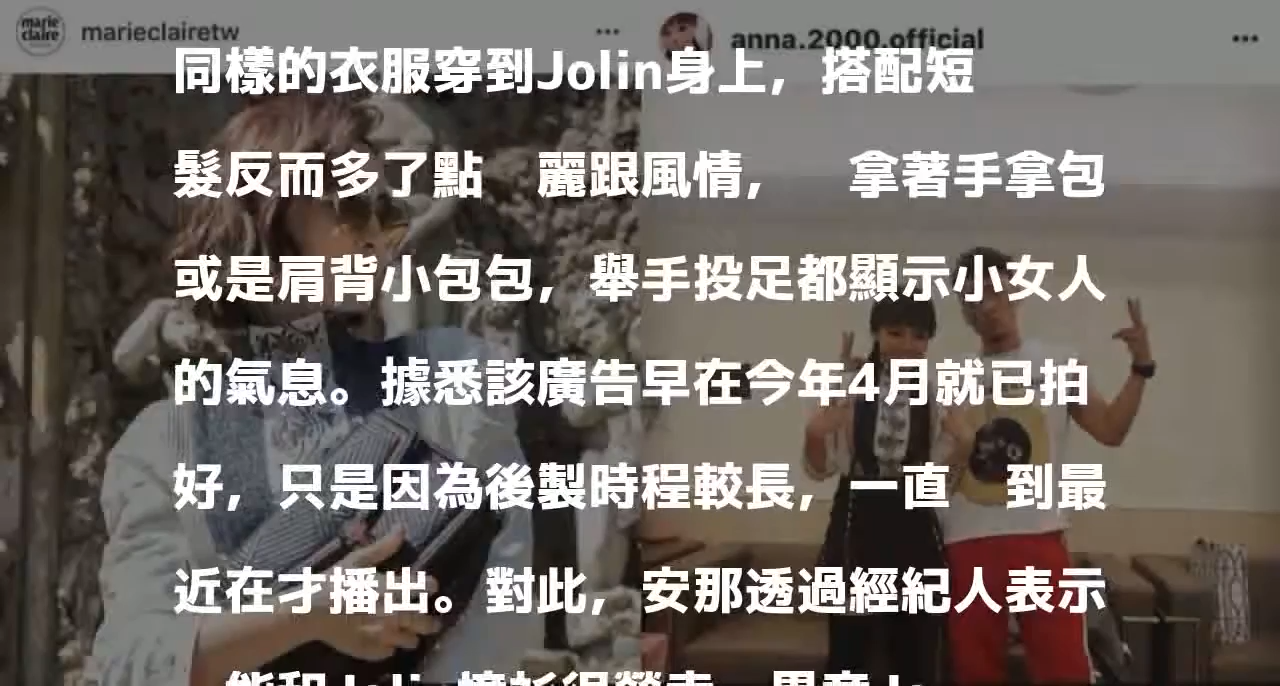 marie claire
marieclairetw
anna.2000.official
同樣的衣服穿到Jolin身上，搭配短
髮反而多了點　麗跟風情，　拿著手拿包
或是肩背小包包，舉手投足都顯示小女人
的氣息。據悉該廣告早在今年4月就已拍
好，只是因為後製時程較長，一直　到最
近在才播出。對此，安那透過經紀人表示